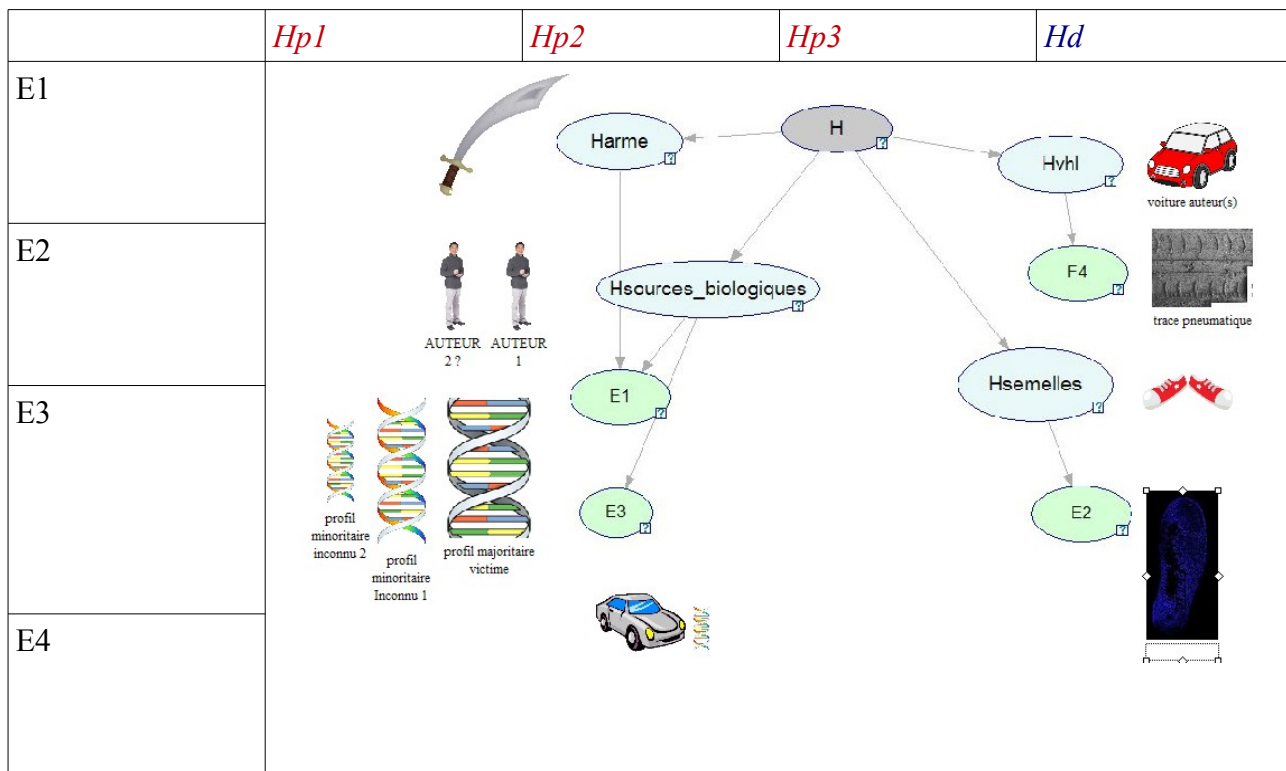 Hp1 Hp2 Hp3 Hd
E1
Harme
H
Hvhl
voiture auteur(s)
E2
Hsources_biologiques
F4
AUTEUR
2 ?
AUTEUR
1
trace pneumatique
Hsemelles
E3
E1
E3
E2
profil
minoritaire
inconnu 2
profil
minoritaire
Inconnu 1
profil majoritaire
victime
E4